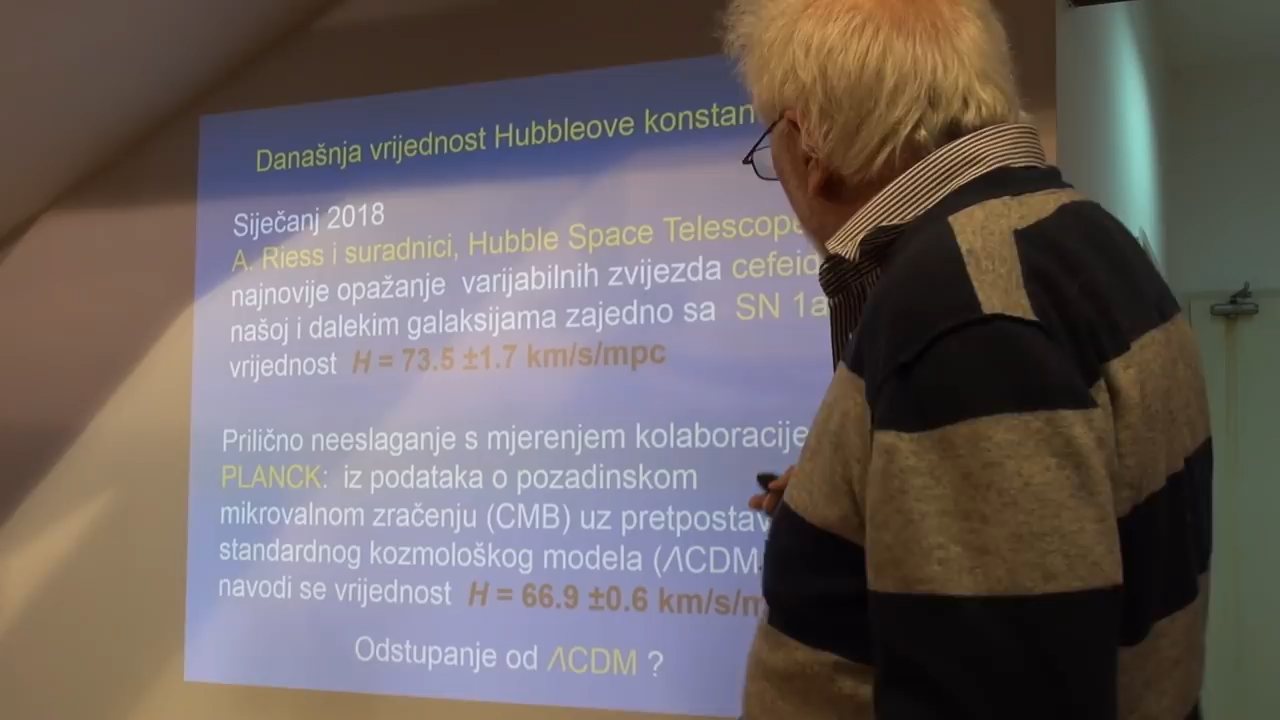 Današnja vrijednost Hubbleove konstan
Siječanj 2018
A. Riess i suradnici, Hubble Space Telescope
najnovije opažanje varijabilnih zvijezda cefeid
našoj i dalekim galaksijama zajedno sa SN 1a
vrijednost H = 73.5 ±1.7 km/s/mpc
Prilično neeslaganje s mjerenjem kolaboracije
PLANCK: iz podataka o pozadinskom
mikrovalnom zračenju (CMB) uz pretpostav
standardnog kozmološkog modela (ΛCDM
navodi se vrijednost H = 66.9 ±0.6 km/s/m
Odstupanje od ΛCDM ?